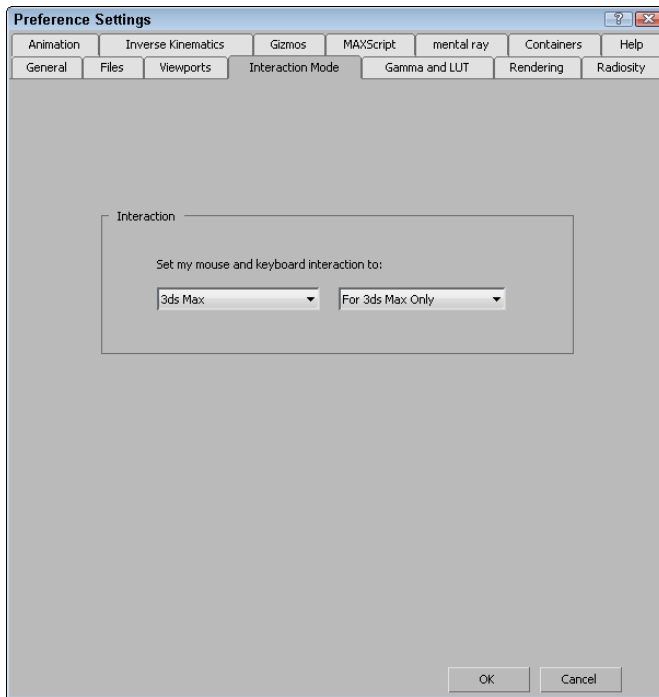 Preference Settings
Animation Inverse Kinematics Gizmos MAXScript mental ray Containers Help
General Files Viewports Interaction Mode Gamma and LUT Rendering Radiosity
Interaction
Set my mouse and keyboard interaction to:
3ds Max For 3ds Max Only
OK Cancel